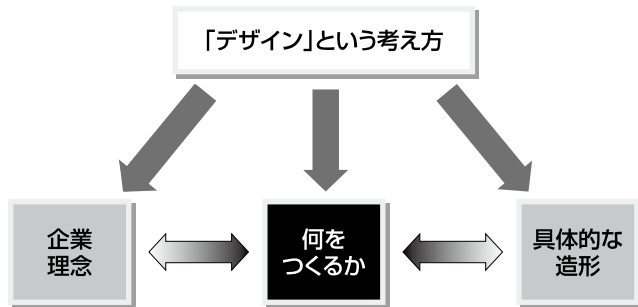 「デザイン」という考え方
企業
理念
何を
つくるか
具体的な
造形